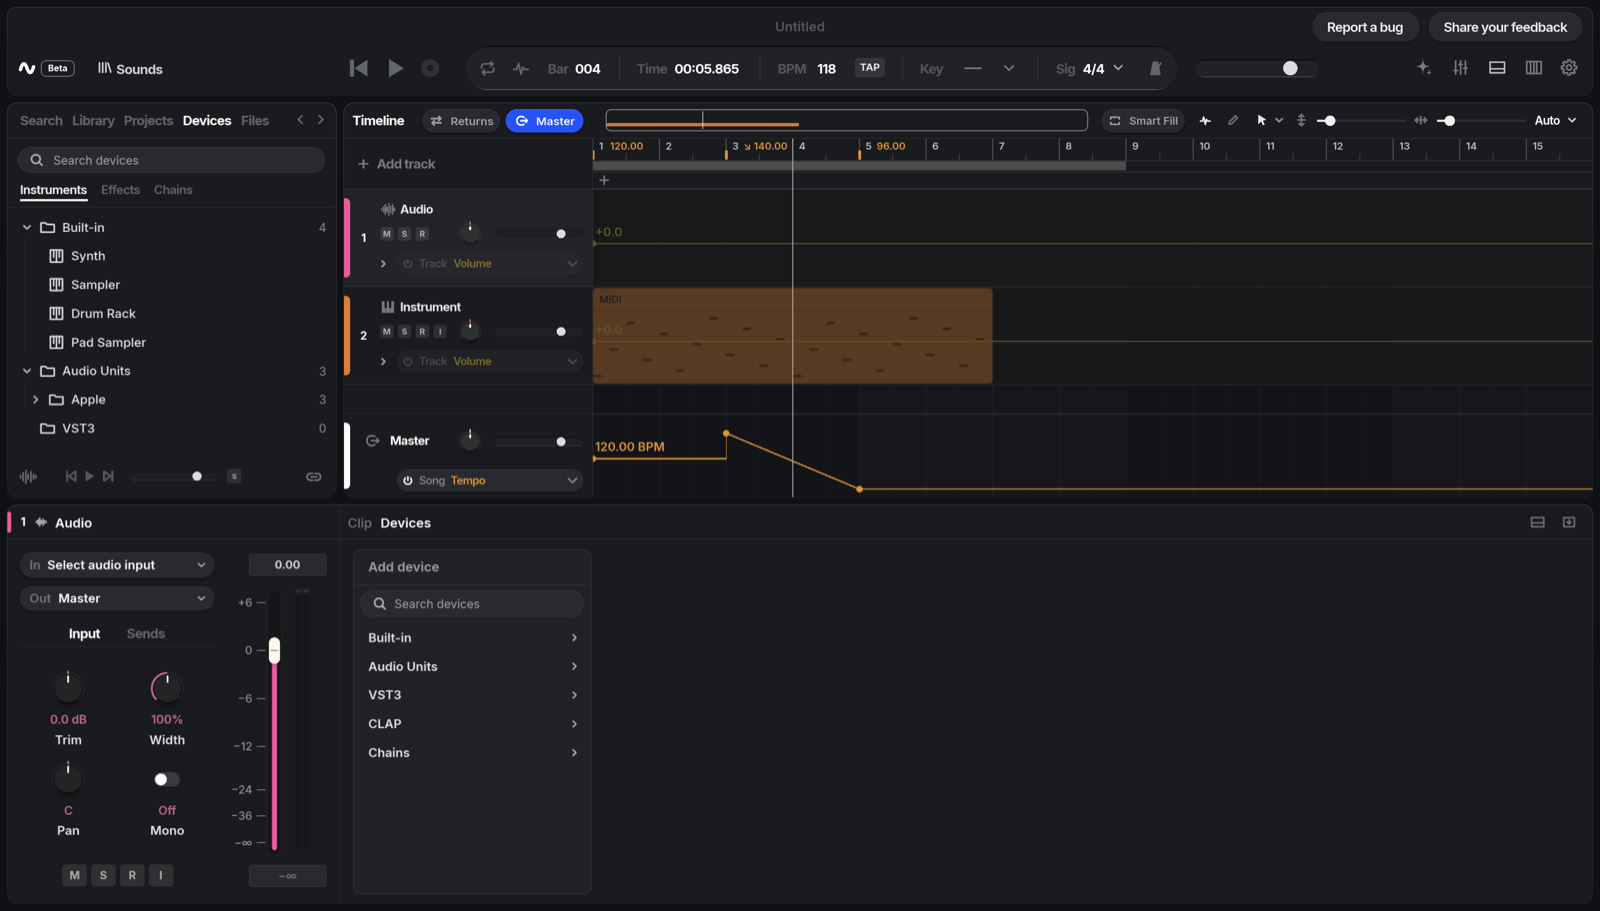 Untitled
Report a bug
Share your feedback
Beta
Sounds
Bar 004
Time 00:05.865
BPM 118
TAP
Key —
Sig 4/4
Search Library Projects Devices Files
Search devices
Instruments Effects Chains
Built-in 4
Synth
Sampler
Drum Rack
Pad Sampler
Audio Units 3
Apple 3
VST3 0
S
Timeline
Returns
Master
Smart Fill
Auto
Add track
1 120.00 2 3 140.00 4 5 96.00 6 7 8 9 10 11 12 13 14 15
1
Audio
M S R
Track Volume
+0.0
2
Instrument
M S R I
Track Volume
MIDI
+0.0
Master
Song Tempo
120.00 BPM
1 Audio
In Select audio input
Out Master
0.00
Input Sends
+6
0
-6
-12
-24
-36
-∞
0.0 dB
Trim
100%
Width
C
Pan
Off
Mono
M S R I
-∞
Clip Devices
Add device
Search devices
Built-in
Audio Units
VST3
CLAP
Chains